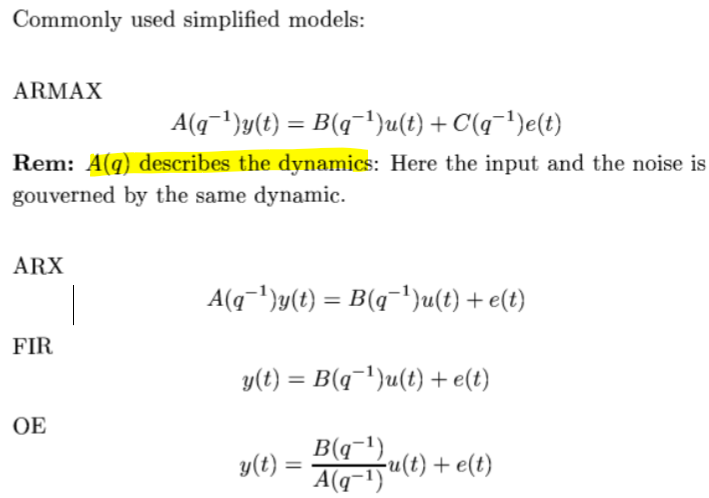 Commonly used simplified models:
ARMAX
A(q⁻¹)y(t) = B(q⁻¹)u(t) + C(q⁻¹)e(t)
Rem: A(q) describes the dynamics: Here the input and the noise is
gouverned by the same dynamic.
ARX
A(q⁻¹)y(t) = B(q⁻¹)u(t) + e(t)
FIR
y(t) = B(q⁻¹)u(t) + e(t)
OE
y(t) = B(q⁻¹)/A(q⁻¹) u(t) + e(t)